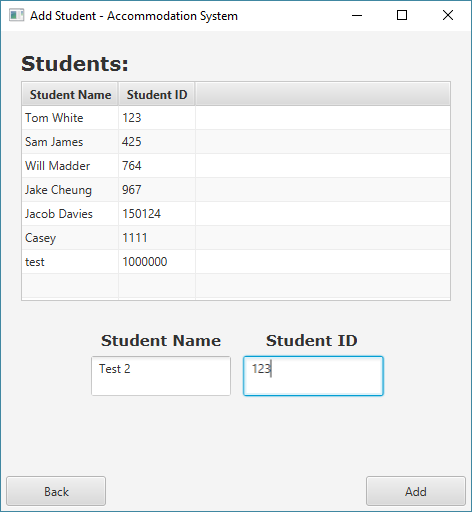 Add Student - Accommodation System
Students:
Student Name Student ID
Tom White 123
Sam James 425
Will Madder 764
Jake Cheung 967
Jacob Davies 150124
Casey 1111
test 1000000
Student Name Student ID
Test 2 123
Back Add